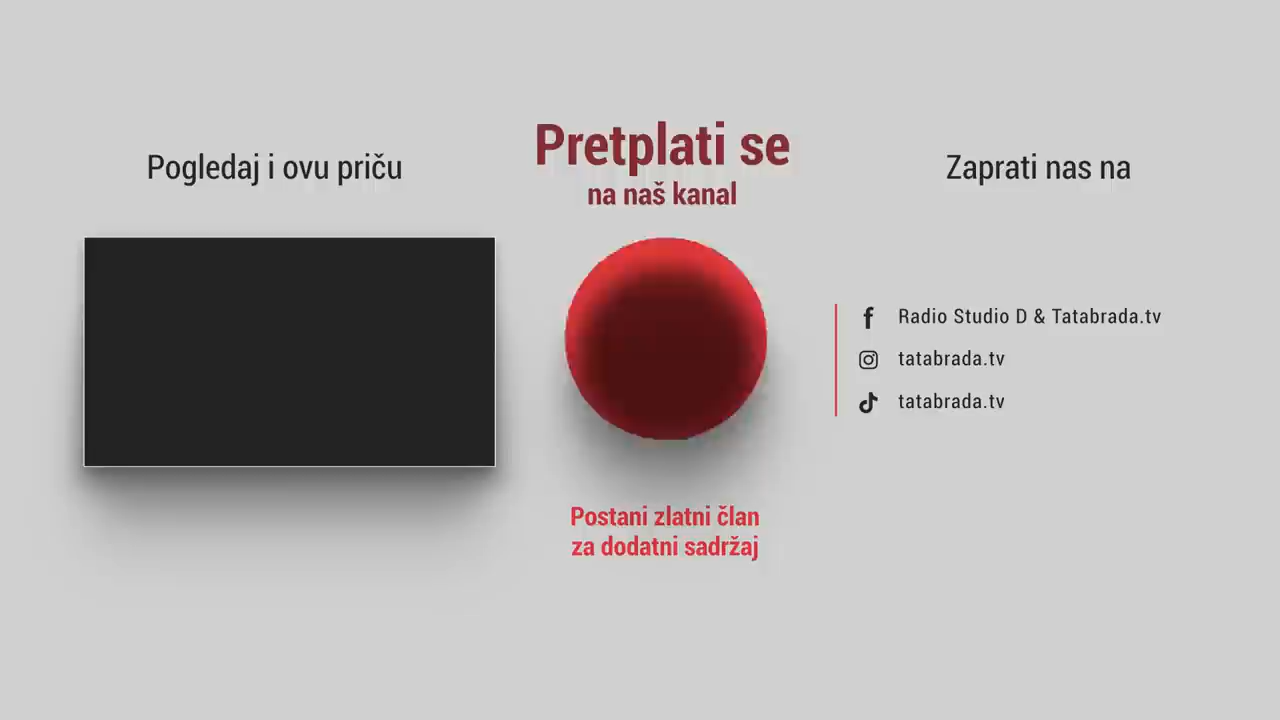 Pogledaj i ovu priču
Pretplati se
na naš kanal
Postani zlatni član
za dodatni sadržaj
Zaprati nas na
Radio Studio D & Tatabrada.tv
tatabrada.tv
tatabrada.tv